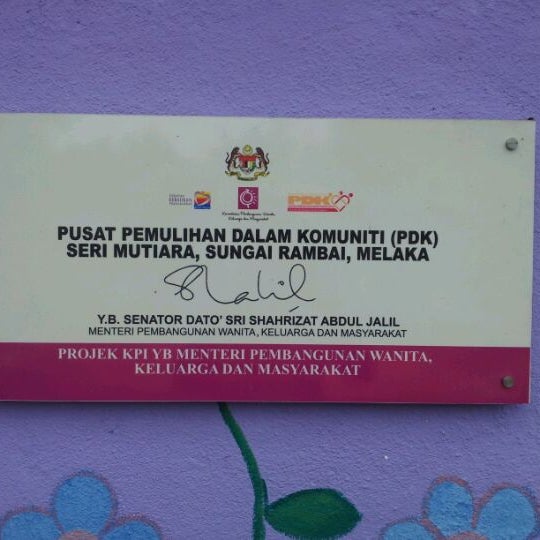 PDK
PUSAT PEMULIHAN DALAM KOMUNITI (PDK)
SERI MUTIARA, SUNGAI RAMBAI, MELAKA
Y.B. SENATOR DATO' SRI SHAHRIZAT ABDUL JALIL
MENTERI PEMBANGUNAN WANITA, KELUARGA DAN MASYARAKAT
PROJEK KPI YB MENTERI PEMBANGUNAN WANITA,
KELUARGA DAN MASYARAKAT